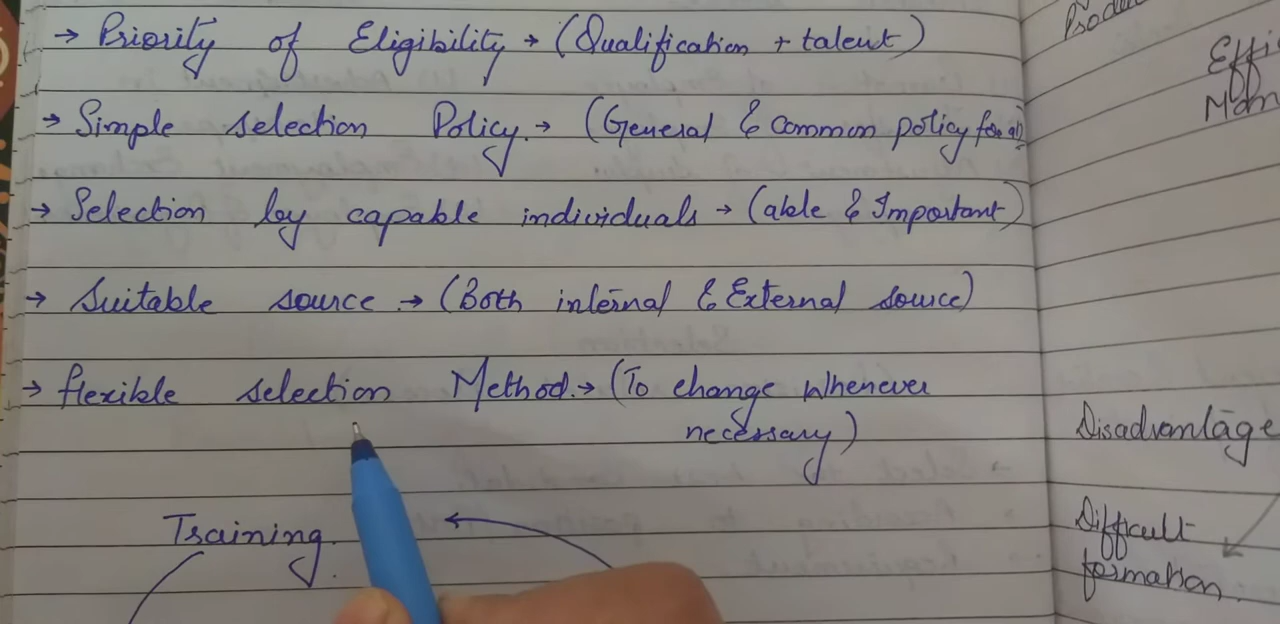 → Priority of Eligibility → (Qualification + talent)
→ Simple selection Policy. → (General & common policy for all)
→ Selection by capable individuals → (able & Important)
→ Suitable source. → (Both internal & External source)
→ flexible selection Method. → (To change whenever
necessary)
Training.
Disadvantage
Difficult
formation.